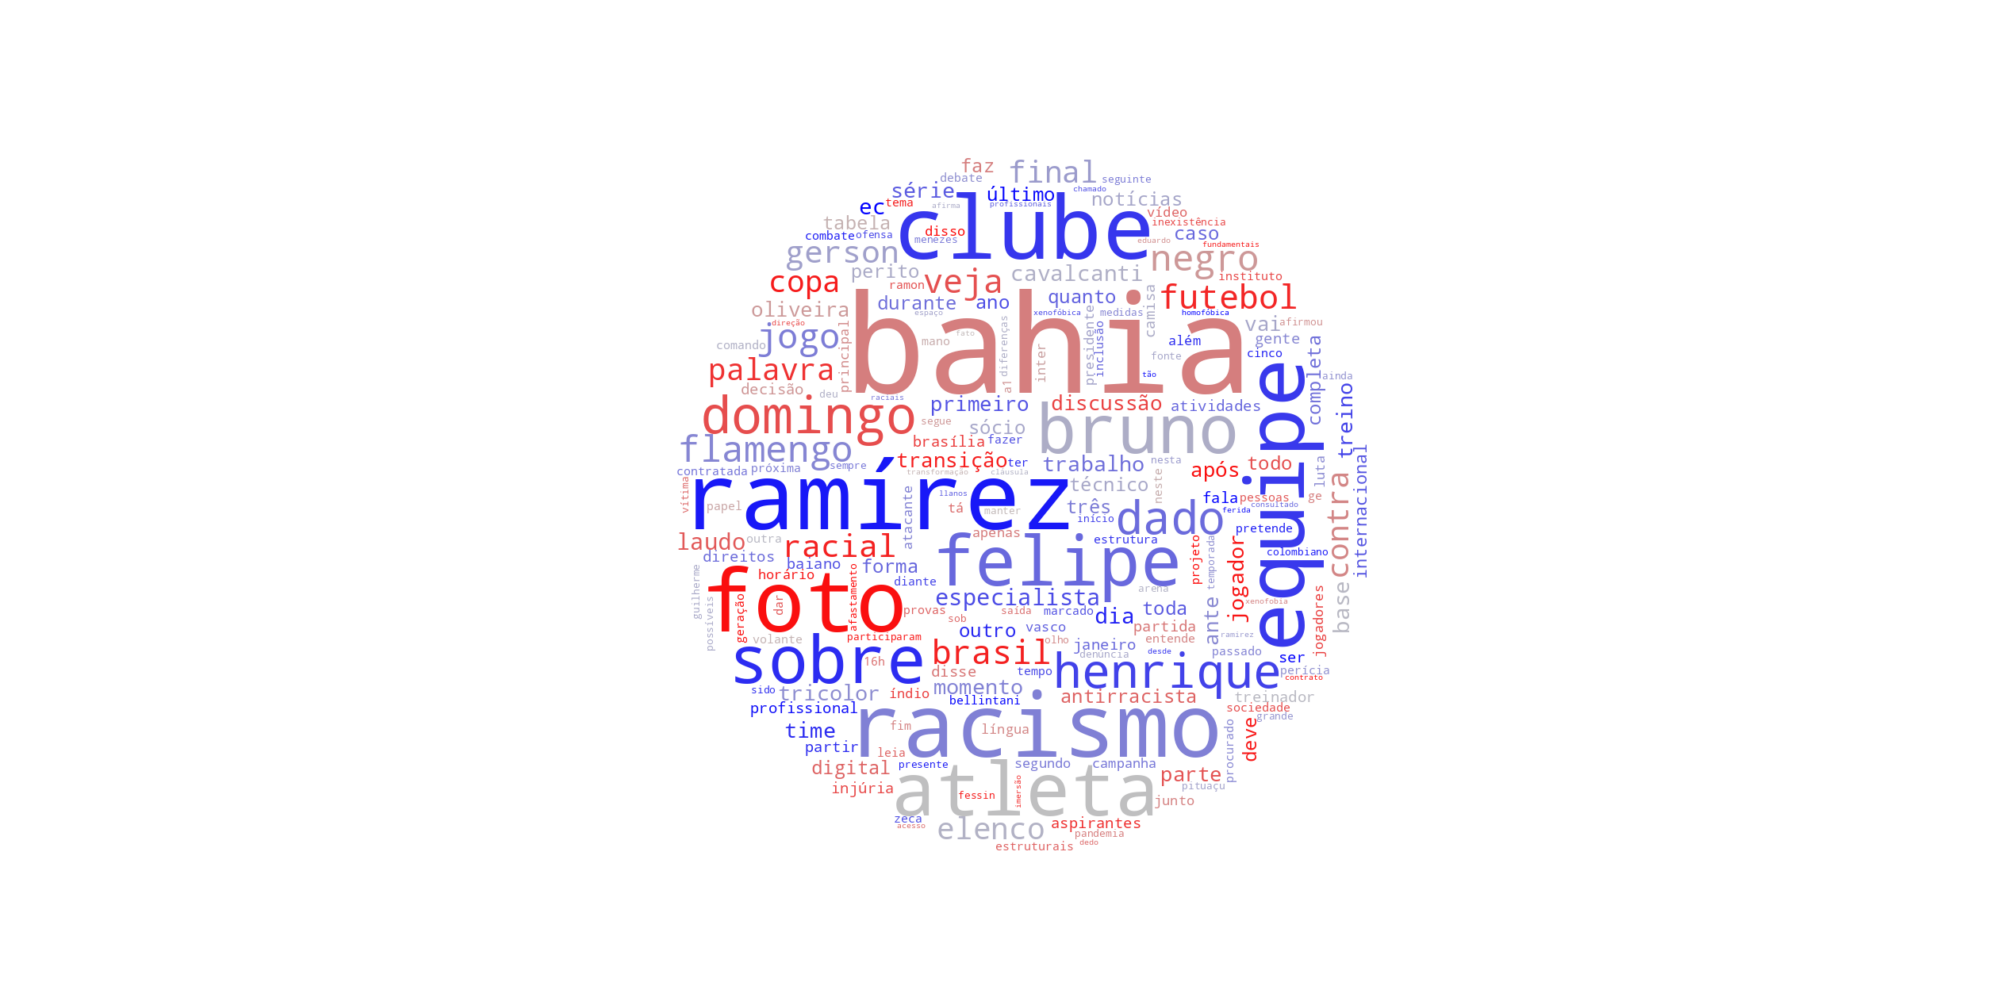 faz
final
debate
seguinte
série
último
chamado
notícias
ec
tema
afirma
profissionais
clube
vídeo
tabela
inexistência
combate
ofensa
disso
menezes
caso
eduardo
fundamentais
gerson
negro
perito
cavalcanti
instituto
copa
ramon
veja
durante
ano
quanto
futebol
camisa
medidas
xenofóbica
homofóbica
oliveira
direção
espaço
bahia
presidente
vai
afirmou
jogo
principal
fato
mano
diferenças
inter
inclusão
além
gente
completa
comando
fonte
cinco
palavra
tão
ainda
decisão
deu
a1
raciais
primeiro
discussão
atividades
treino
domingo
segue
sócio
bruno
equipe
flamengo
brasília
fazer
contratada
próxima
sempre
transição
ter
trabalho
nesta
após
todo
luta
internacional
transformação
cláusula
vítima
papel
ramírez
atacante
llanos
técnico
neste
fala
pessoas
ge
contra
tá
manter
três
dado
ferida
consultado
início
pretende
laudo
outra
racial
apenas
estrutura
direitos
baiano
forma
felipe
colombiano
horário
diante
projeto
temporada
jogador
guilherme
possíveis
foto
geração
dar
afastamento
especialista
arena
xenofobia
jogadores
base
provas
saída
marcado
dia
toda
ante
sob
volante
participaram
outro
vasco
partida
ramirez
sobre
16h
brasil
olho
janeiro
entende
denúncia
desde
passado
ser
disse
tempo
henrique
perícia
contrato
sido
tricolor
índio
momento
bellintani
antirracista
treinador
profissional
sociedade
grande
time
fim
língua
racismo
deve
procurado
partir
leia
digital
presente
segundo
campanha
parte
injúria
atleta
pituaçu
fessin
imersão
junto
zeca
acesso
elenco
aspirantes
pandemia
estruturais
dedo